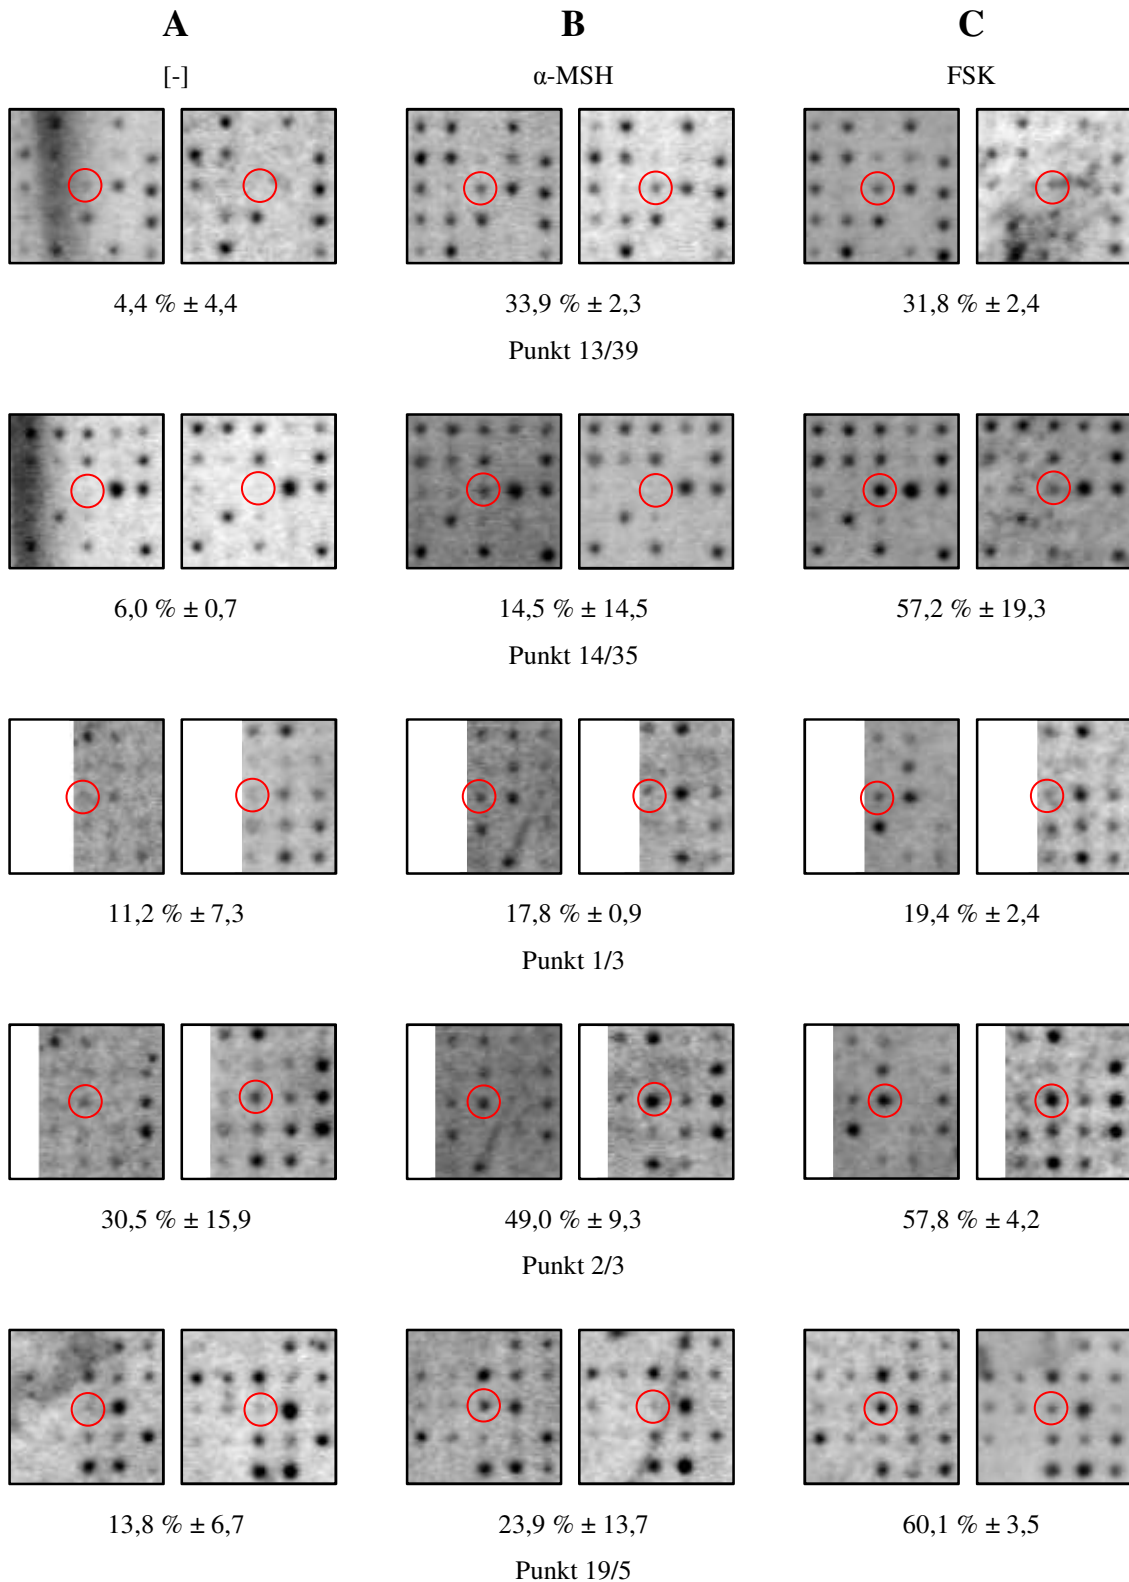 A B C
[-] α-MSH FSK
4,4 % ± 4,4 33,9 % ± 2,3 31,8 % ± 2,4
Punkt 13/39
6,0 % ± 0,7 14,5 % ± 14,5 57,2 % ± 19,3
Punkt 14/35
11,2 % ± 7,3 17,8 % ± 0,9 19,4 % ± 2,4
Punkt 1/3
30,5 % ± 15,9 49,0 % ± 9,3 57,8 % ± 4,2
Punkt 2/3
13,8 % ± 6,7 23,9 % ± 13,7 60,1 % ± 3,5
Punkt 19/5